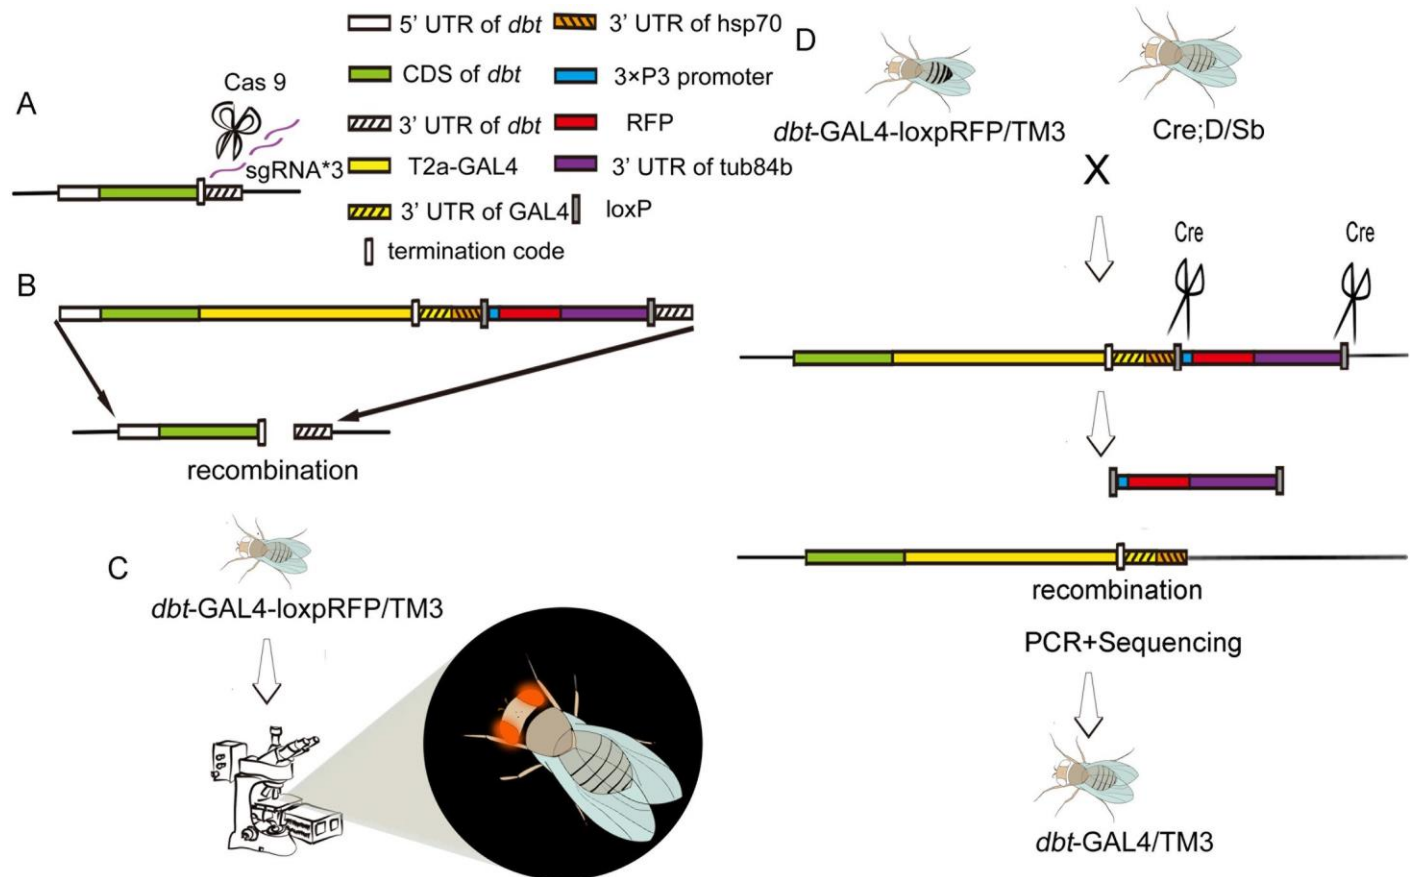 A
Cas 9
sgRNA*3
5’ UTR of dbt
3’ UTR of hsp70
CDS of dbt
3×P3 promoter
3’ UTR of dbt
RFP
T2a-GAL4
3’ UTR of tub84b
3’ UTR of GAL4
loxP
termination code
B
recombination
C
dbt-GAL4-loxpRFP/TM3
D
dbt-GAL4-loxpRFP/TM3
Cre;D/Sb
X
Cre
Cre
recombination
PCR+Sequencing
dbt-GAL4/TM3